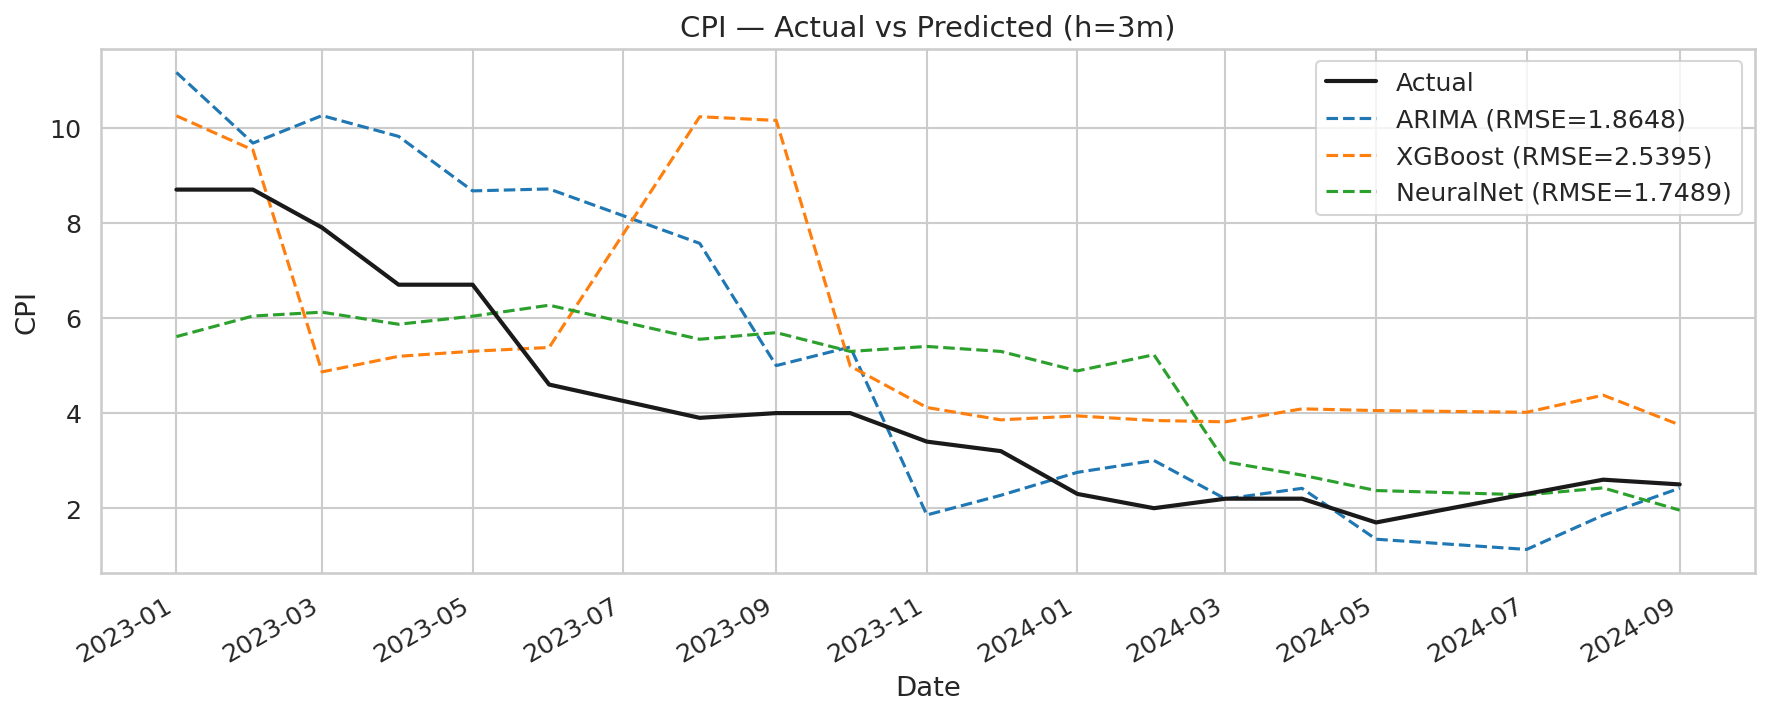 CPI — Actual vs Predicted (h=3m)
Actual
ARIMA (RMSE=1.8648)
XGBoost (RMSE=2.5395)
NeuralNet (RMSE=1.7489)
CPI
10
8
6
4
2
2023-01
2023-03
2023-05
2023-07
2023-09
2023-11
2024-01
2024-03
2024-05
2024-07
2024-09
Date